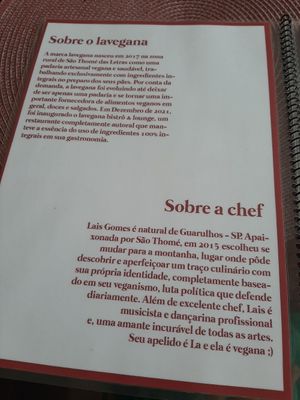 Sobre o lavegana
A marca lavegana nasceu em 2017 na zona
rural de São Thomé das Letras como uma
padaria artesanal vegana e saudável, tra-
balhando exclusivamente com ingredientes in-
tegrais no preparo dos seus pães. Por conta da
demanda, a lavegana foi evoluindo até deixar
de ser apenas uma padaria e se tornar uma im-
portante fornecedora de alimentos veganos em
geral, doces e salgados. Em Dezembro de 2021,
foi inaugurado o lavegana bistrô & lounge, um
restaurante completamente autoral que man-
teve a essência do uso de ingredientes 100% in-
tegrais em sua gastronomia.
Sobre a chef
Laís Gomes é natural de Guarulhos – SP. Apai-
xonada por São Thomé, em 2015 escolheu se
mudar para a montanha, lugar onde pôde
descobrir e aperfeiçoar um traço culinário com
sua própria identidade, completamente basea-
do em seu veganismo, luta política que defende
diariamente. Além de excelente chef, Laís é
musicista e dançarina profissional
e, uma amante incurável de todas as artes.
Seu apelido é La e ela é vegana ;)